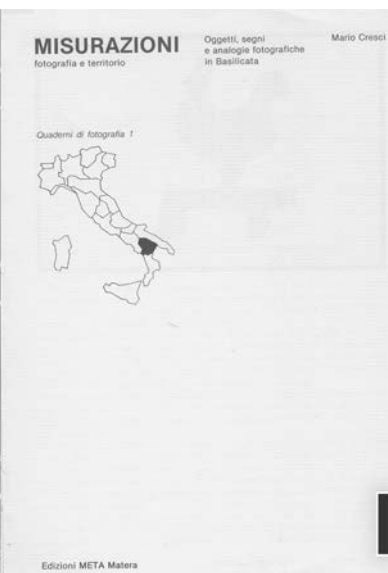 MISURAZIONI
fotografia e territorio
Oggetti, segni
e analogie fotografiche
in Basilicata
Mario Cresci
Quaderni di fotografia 1
Edizioni META Matera